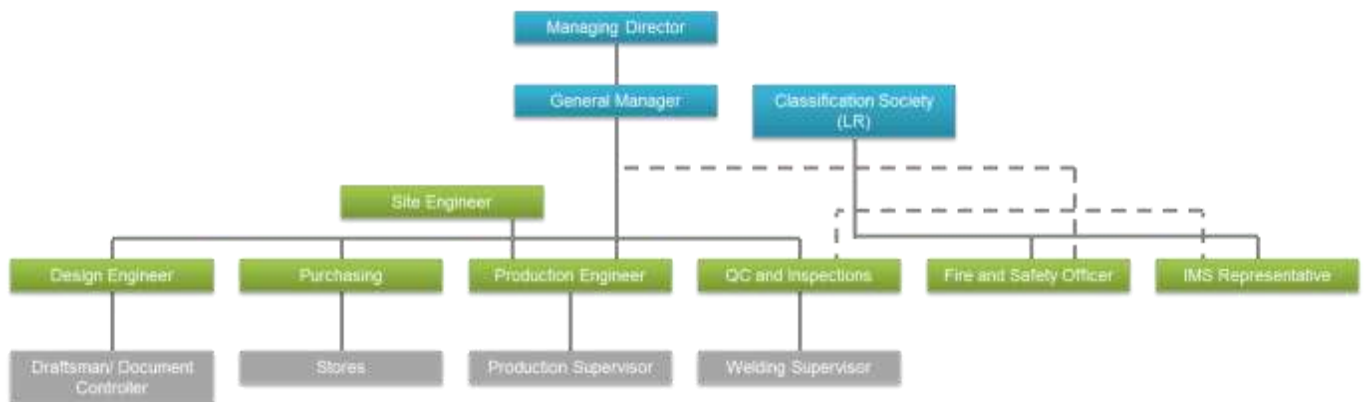 Managing Director
General Manager
Classification Society
(LR)
Site Engineer
Design Engineer
Purchasing
Production Engineer
QC and Inspections
Fire and Safety Officer
IMS Representative
Draftsman/ Document
Controller
Stores
Production Supervisor
Welding Supervisor